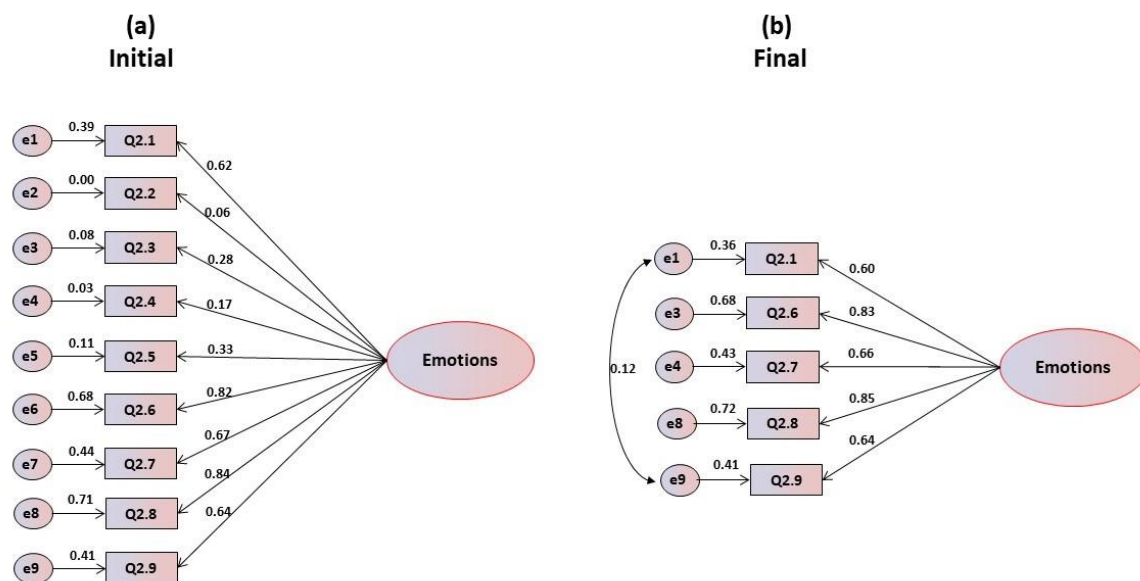 (a)
Initial
0.39
e1
Q2.1
0.62
0.00
e2
Q2.2
0.06
0.08
e3
Q2.3
0.28
0.03
e4
Q2.4
0.17
0.11
e5
Q2.5
0.33
0.68
e6
Q2.6
0.82
0.44
e7
Q2.7
0.67
0.71
e8
Q2.8
0.84
0.41
e9
Q2.9
0.64
Emotions
(b)
Final
0.36
e1
Q2.1
0.60
0.68
e3
Q2.6
0.83
0.43
e4
Q2.7
0.66
0.72
e8
Q2.8
0.85
0.41
e9
Q2.9
0.64
0.12
Emotions